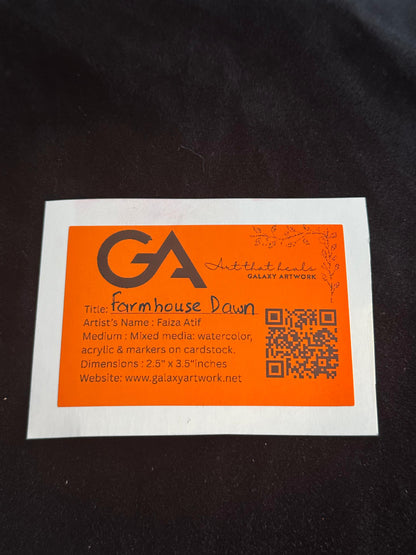 GA
Art that heals
GALAXY ARTWORK
Title: Farmhouse Dawn
Artist's Name : Faiza Atif
Medium : Mixed media: watercolor,
acrylic & markers on cardstock.
Dimensions : 2.5" x 3.5"inches
Website: www.galaxyartwork.net